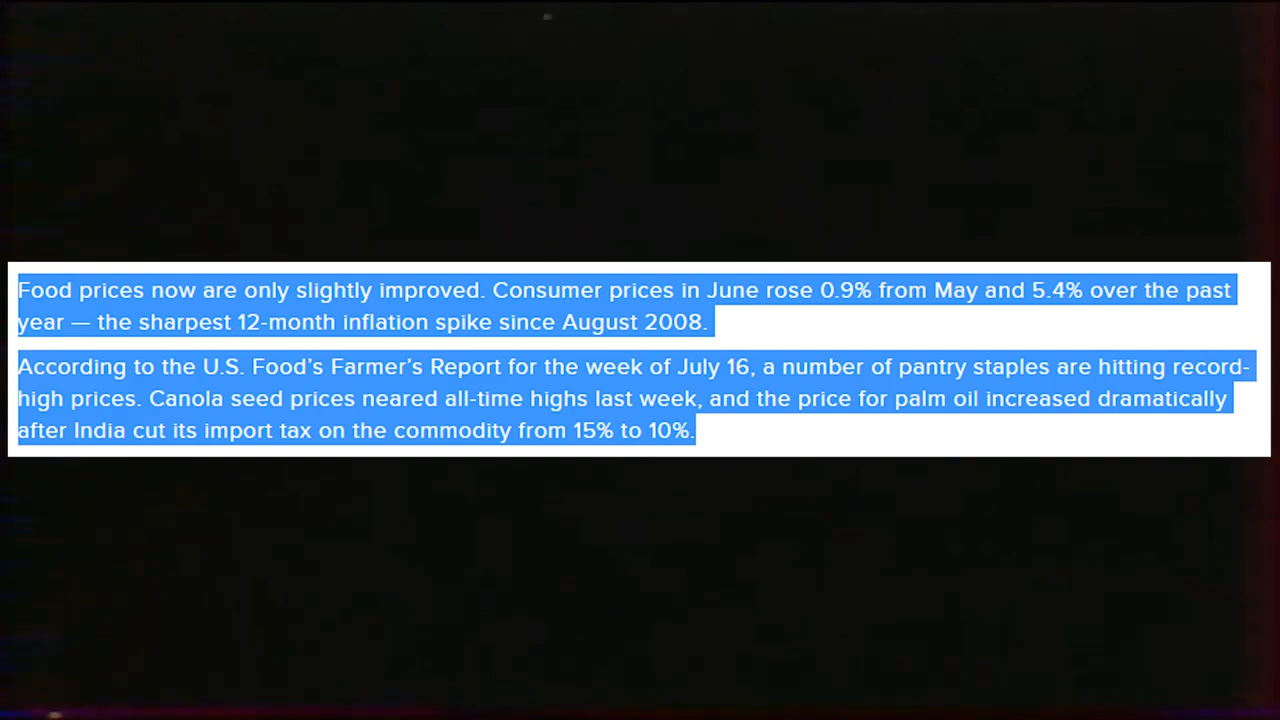 Food prices now are only slightly improved. Consumer prices in June rose 0.9% from May and 5.4% over the past
year — the sharpest 12-month inflation spike since August 2008.
According to the U.S. Food’s Farmer’s Report for the week of July 16, a number of pantry staples are hitting record-
high prices. Canola seed prices neared all-time highs last week, and the price for palm oil increased dramatically
after India cut its import tax on the commodity from 15% to 10%.